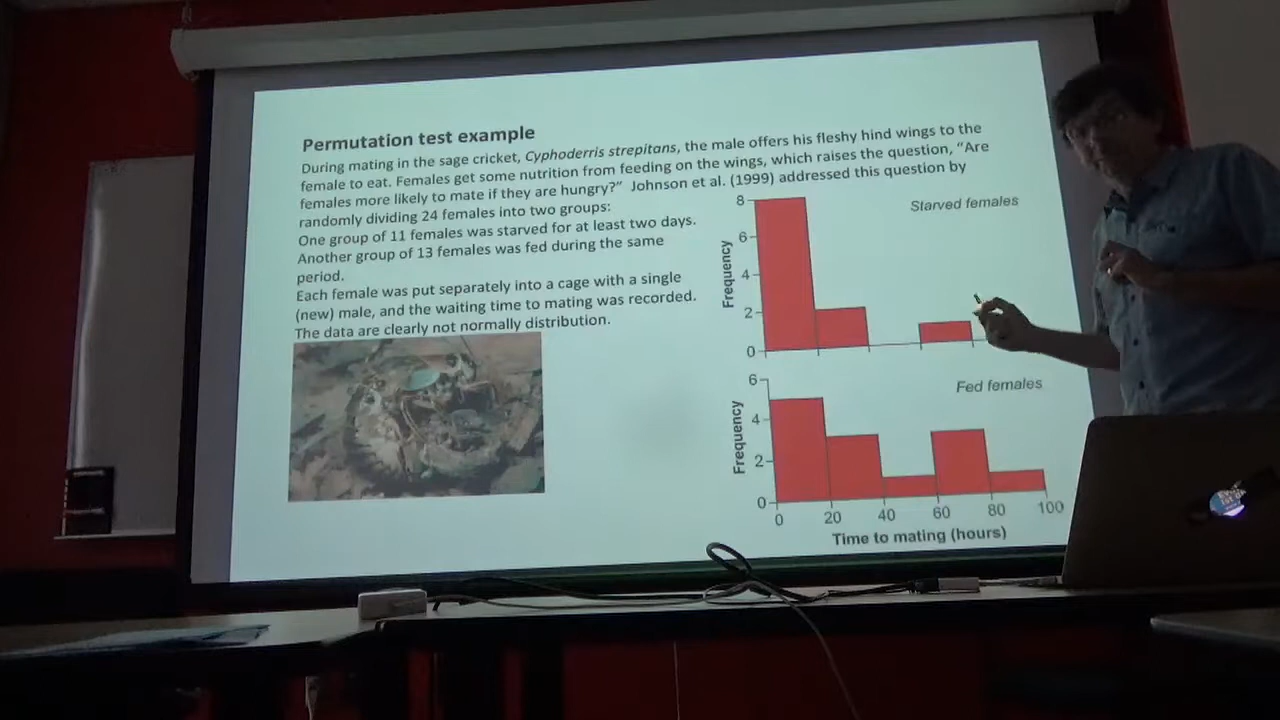 Permutation test example
During mating in the sage cricket, Cyphoderris strepitans, the male offers his fleshy hind wings to the
female to eat. Females get some nutrition from feeding on the wings, which raises the question, “Are
females more likely to mate if they are hungry?” Johnson et al. (1999) addressed this question by
randomly dividing 24 females into two groups:
One group of 11 females was starved for at least two days.
Another group of 13 females was fed during the same
period.
Each female was put separately into a cage with a single
(new) male, and the waiting time to mating was recorded.
The data are clearly not normally distribution.
Starved females
Frequency
8
6
4
2
0
Fed females
Frequency
6
4
2
0
0 20 40 60 80 100
Time to mating (hours)